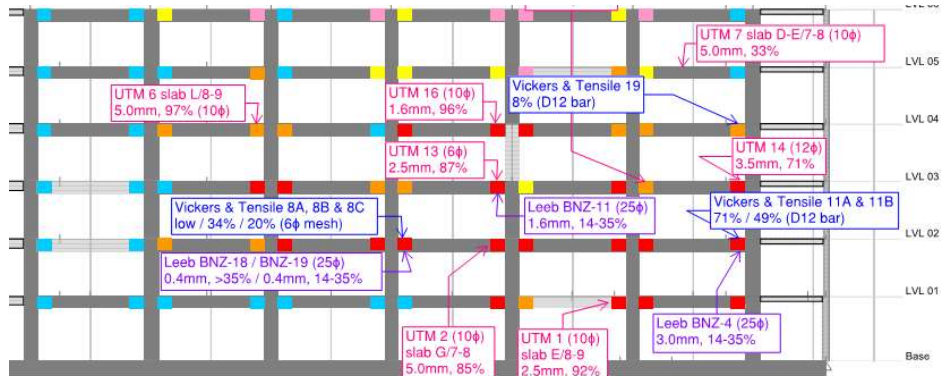 UTM 7 slab D-E/7-8 (10ϕ)
5.0mm, 33%
LVL 05
UTM 6 slab L/8-9
5.0mm, 97% (10ϕ)
UTM 16 (10ϕ)
1.6mm, 96%
Vickers & Tensile 19
8% (D12 bar)
LVL 04
UTM 13 (6ϕ)
2.5mm, 87%
UTM 14 (12ϕ)
3.5mm, 71%
LVL 03
Vickers & Tensile 8A, 8B & 8C
low / 34% / 20% (6ϕ mesh)
Leeb BNZ-11 (25ϕ)
1.6mm, 14-35%
Vickers & Tensile 11A & 11B
71% / 49% (D12 bar)
LVL 02
Leeb BNZ-18 / BNZ-19 (25ϕ)
0.4mm, >35% / 0.4mm, 14-35%
LVL 01
UTM 2 (10ϕ)
slab G/7-8
5.0mm, 85%
UTM 1 (10ϕ)
slab E/8-9
2.5mm, 92%
Leeb BNZ-4 (25ϕ)
3.0mm, 14-35%
Base